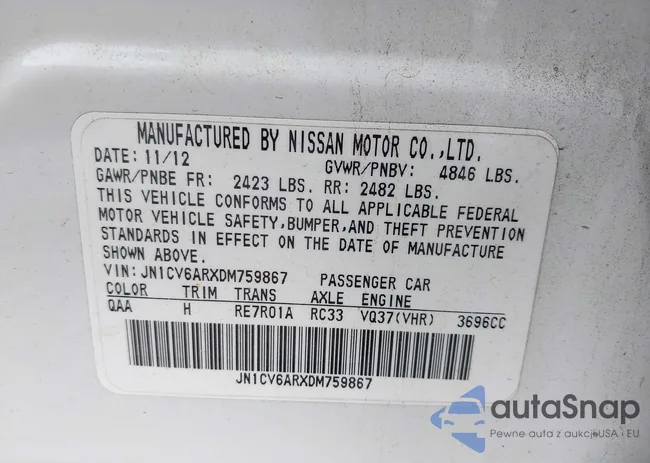 MANUFACTURED BY NISSAN MOTOR CO.,LTD.
DATE: 11/12 GVWR/PNBV: 4846 LBS.
GAWR/PNBE FR: 2423 LBS. RR: 2482 LBS.
THIS VEHICLE CONFORMS TO ALL APPLICABLE FEDERAL
MOTOR VEHICLE SAFETY,BUMPER,AND THEFT PREVENTION
STANDARDS IN EFFECT ON THE DATE OF MANUFACTURE
SHOWN ABOVE.
VIN: JN1CV6ARXDM759867 PASSENGER CAR
COLOR TRIM TRANS AXLE ENGINE
QAA H RE7R01A RC33 VQ37(VHR) 3696CC
JN1CV6ARXDM759867
autaSnap
Pewne auta z aukcji USA - EU